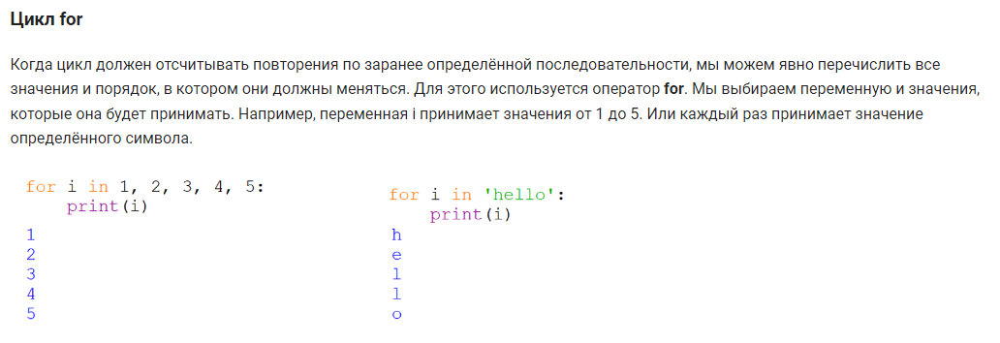 Цикл for
Когда цикл должен отсчитывать повторения по заранее определённой последовательности, мы можем явно перечислить все
значения и порядок, в котором они должны меняться. Для этого используется оператор for. Мы выбираем переменную и значения,
которые она будет принимать. Например, переменная i принимает значения от 1 до 5. Или каждый раз принимает значение
определённого символа.
for i in 1, 2, 3, 4, 5:
    print(i)
1
2
3
4
5
for i in 'hello':
    print(i)
h
e
l
l
o